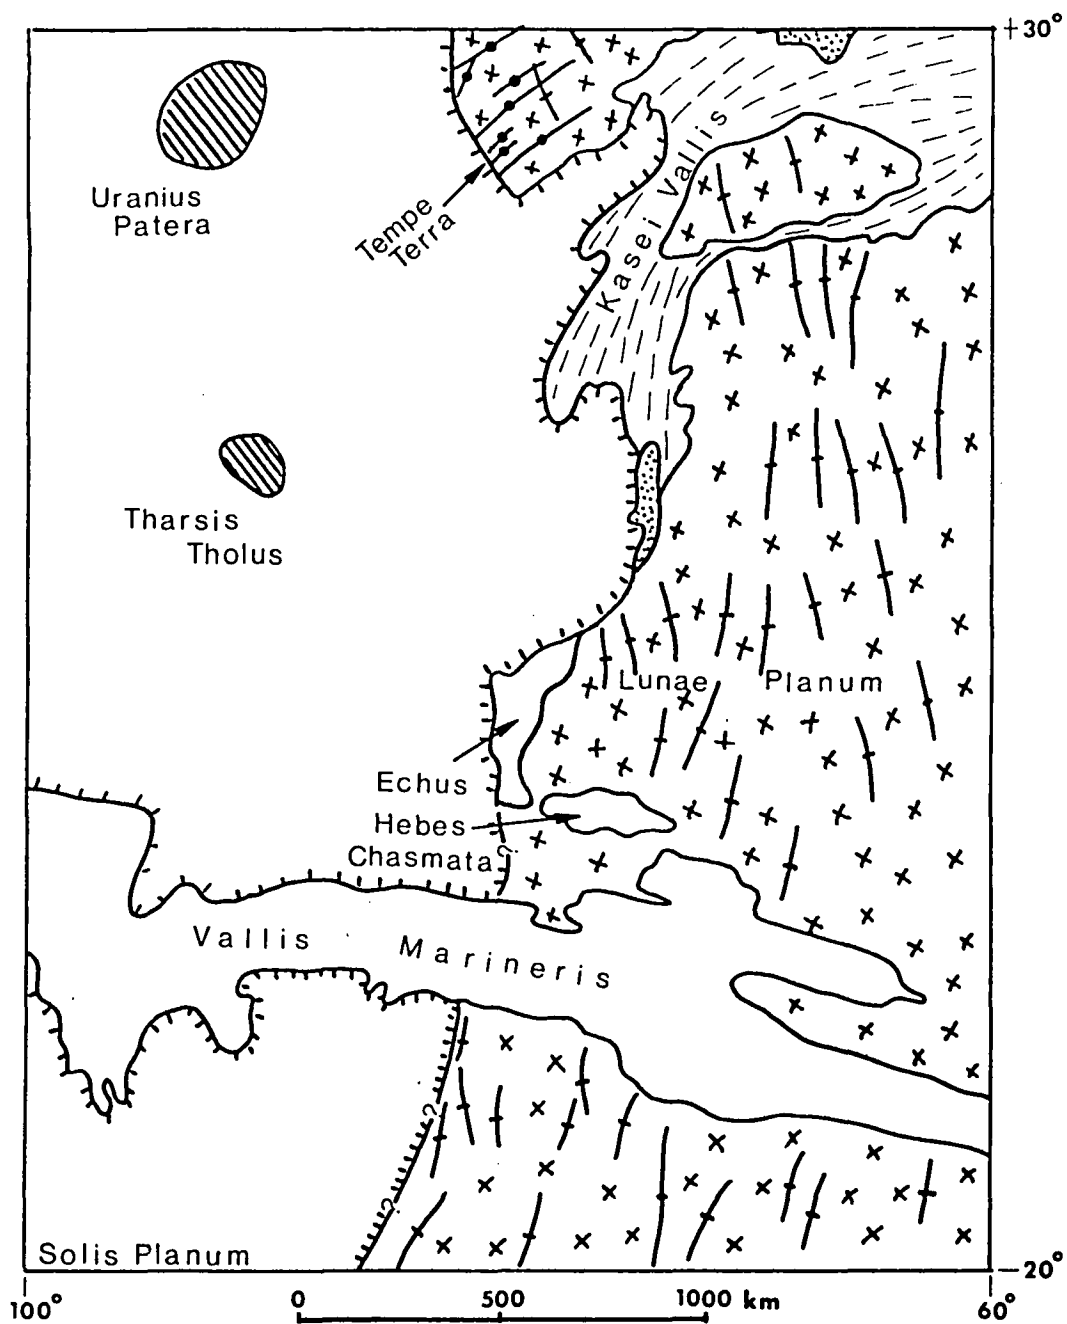 +30°
Uranius
Patera
Tempe
Terra
Kasei Vallis
Tharsis
Tholus
Lunae Planum
Echus
Hebes
Chasmata
?
Vallis Marineris
?
?
Solis Planum
-20°
100°
60°
0 500 1000 km